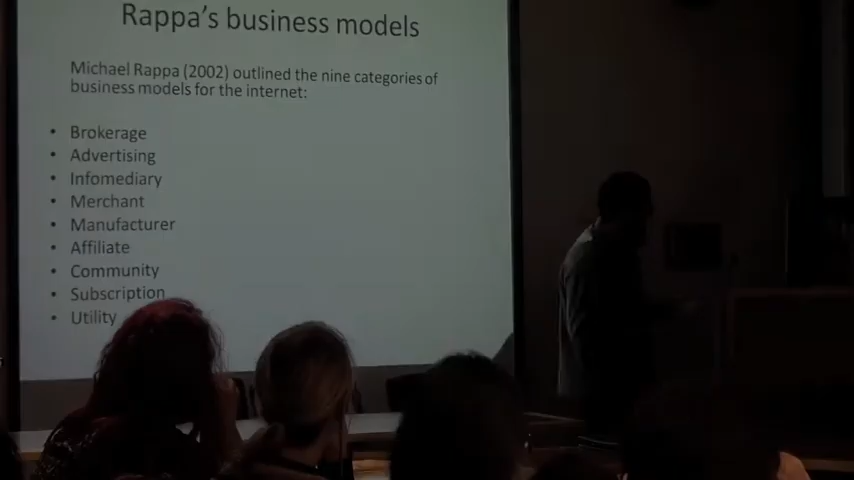 Rappa's business models
Michael Rappa (2002) outlined the nine categories of
business models for the internet:
• Brokerage
• Advertising
• Infomediary
• Merchant
• Manufacturer
• Affiliate
• Community
• Subscription
• Utility